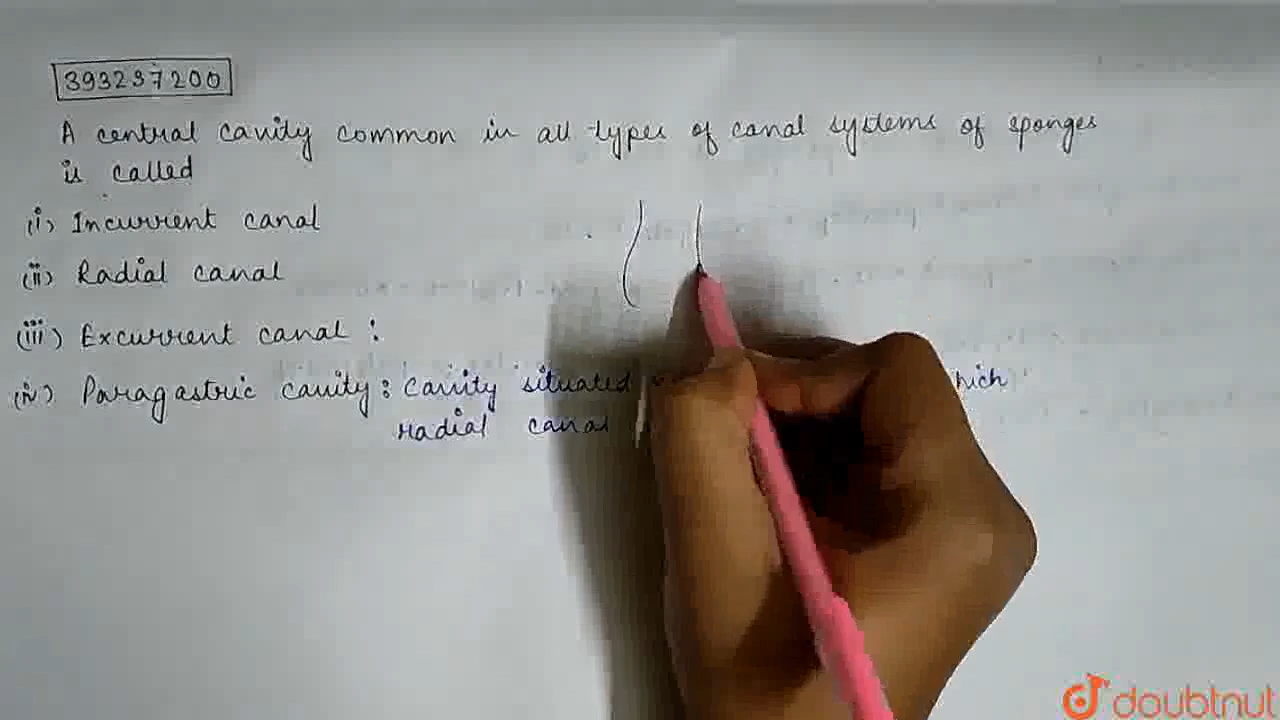 393237200
A central cavity common in all types of canal systems of sponges
is called
(i) Incurrent canal
(ii) Radial canal
(iii) Excurrent canal :
(iv) Paragastric cavity : Cavity situated hich
radial canal
doubtnut